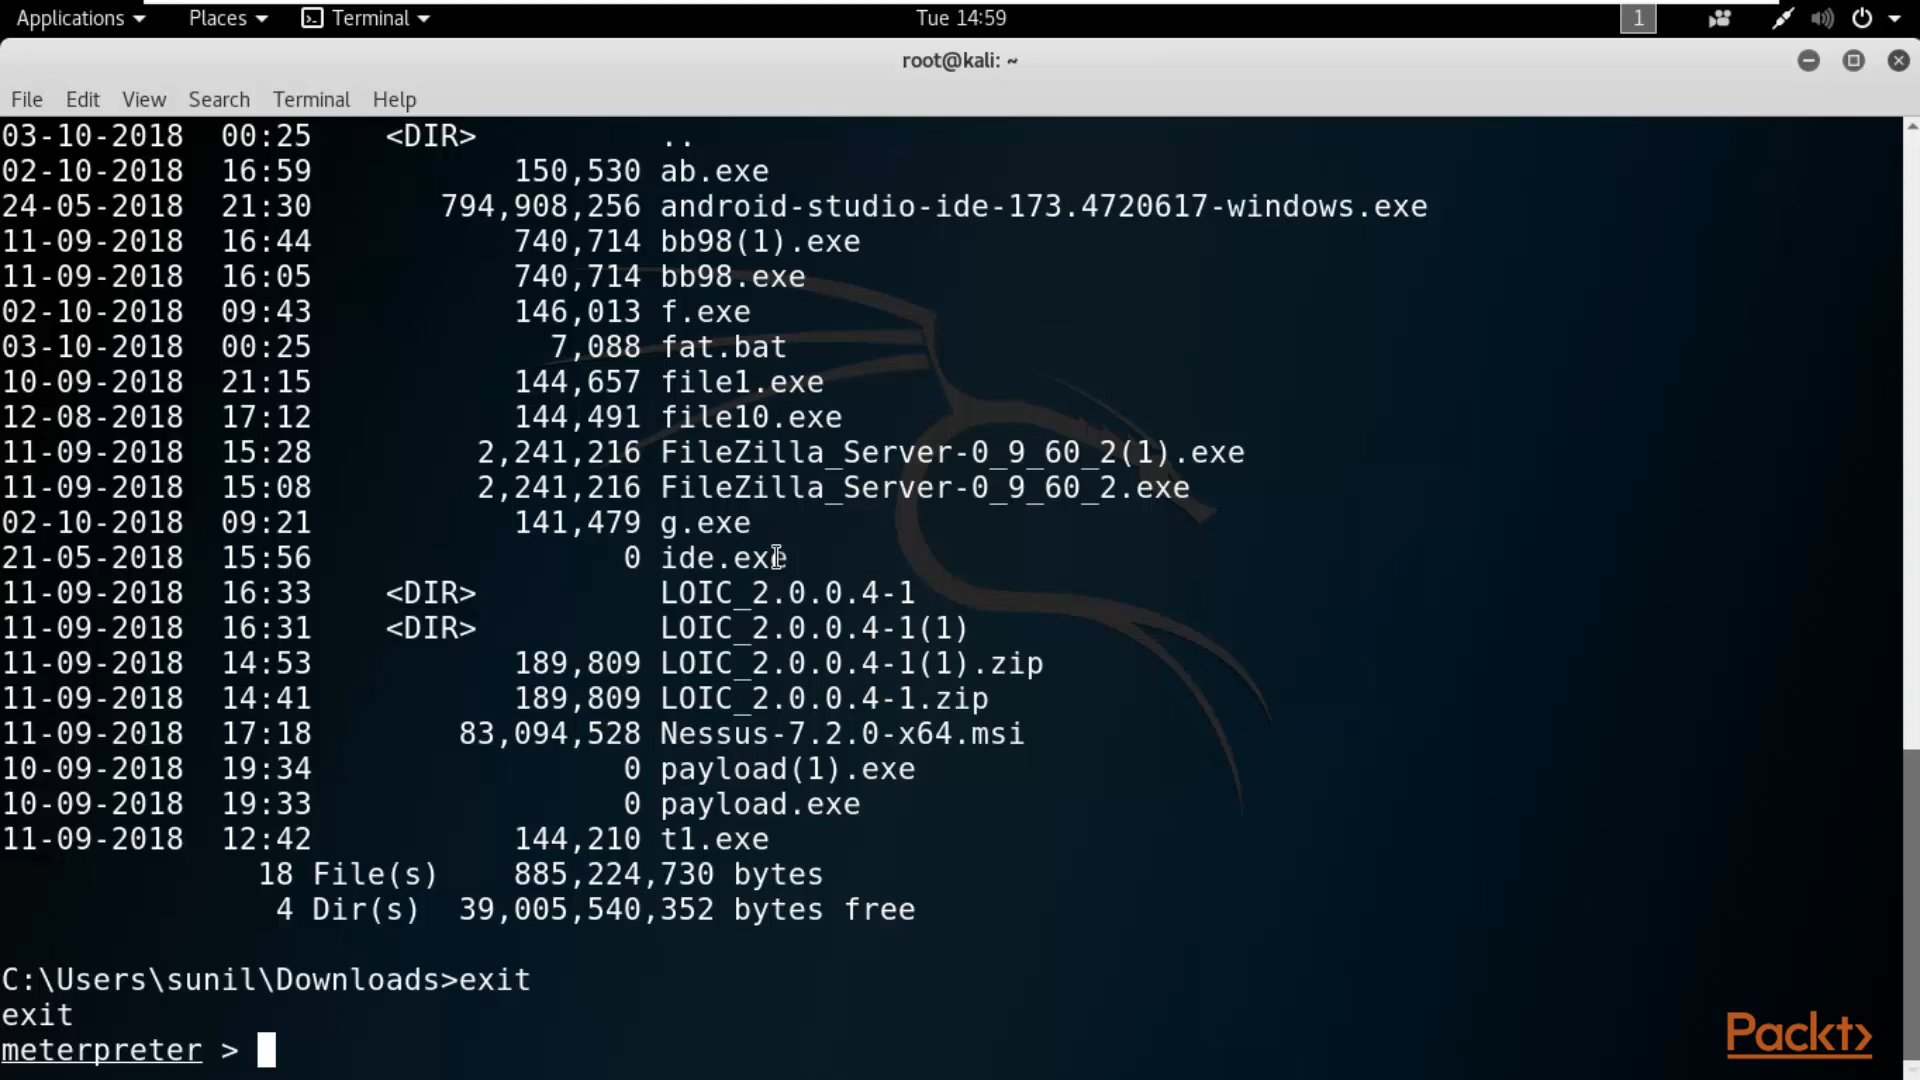 Applications Places Terminal Tue 14:59 1
root@kali: ~
File Edit View Search Terminal Help
03-10-2018  00:25    <DIR>          ..
02-10-2018  16:59           150,530 ab.exe
24-05-2018  21:30       794,908,256 android-studio-ide-173.4720617-windows.exe
11-09-2018  16:44           740,714 bb98(1).exe
11-09-2018  16:05           740,714 bb98.exe
02-10-2018  09:43           146,013 f.exe
03-10-2018  00:25             7,088 fat.bat
10-09-2018  21:15           144,657 file1.exe
12-08-2018  17:12           144,491 file10.exe
11-09-2018  15:28         2,241,216 FileZilla_Server-0_9_60_2(1).exe
11-09-2018  15:08         2,241,216 FileZilla_Server-0_9_60_2.exe
02-10-2018  09:21           141,479 g.exe
21-05-2018  15:56                 0 ide.exe
11-09-2018  16:33    <DIR>          LOIC_2.0.0.4-1
11-09-2018  16:31    <DIR>          LOIC_2.0.0.4-1(1)
11-09-2018  14:53           189,809 LOIC_2.0.0.4-1(1).zip
11-09-2018  14:41           189,809 LOIC_2.0.0.4-1.zip
11-09-2018  17:18        83,094,528 Nessus-7.2.0-x64.msi
10-09-2018  19:34                 0 payload(1).exe
10-09-2018  19:33                 0 payload.exe
11-09-2018  12:42           144,210 t1.exe
18 File(s)    885,224,730 bytes
4 Dir(s)  39,005,540,352 bytes free
C:\Users\sunil\Downloads>exit
exit
meterpreter >
Packt>